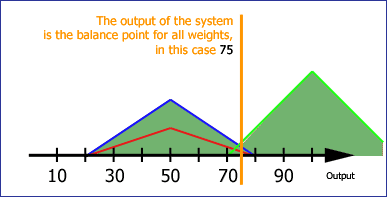 The output of the system
is the balance point for all weights,
in this case 75
10 30 50 70 90 Output